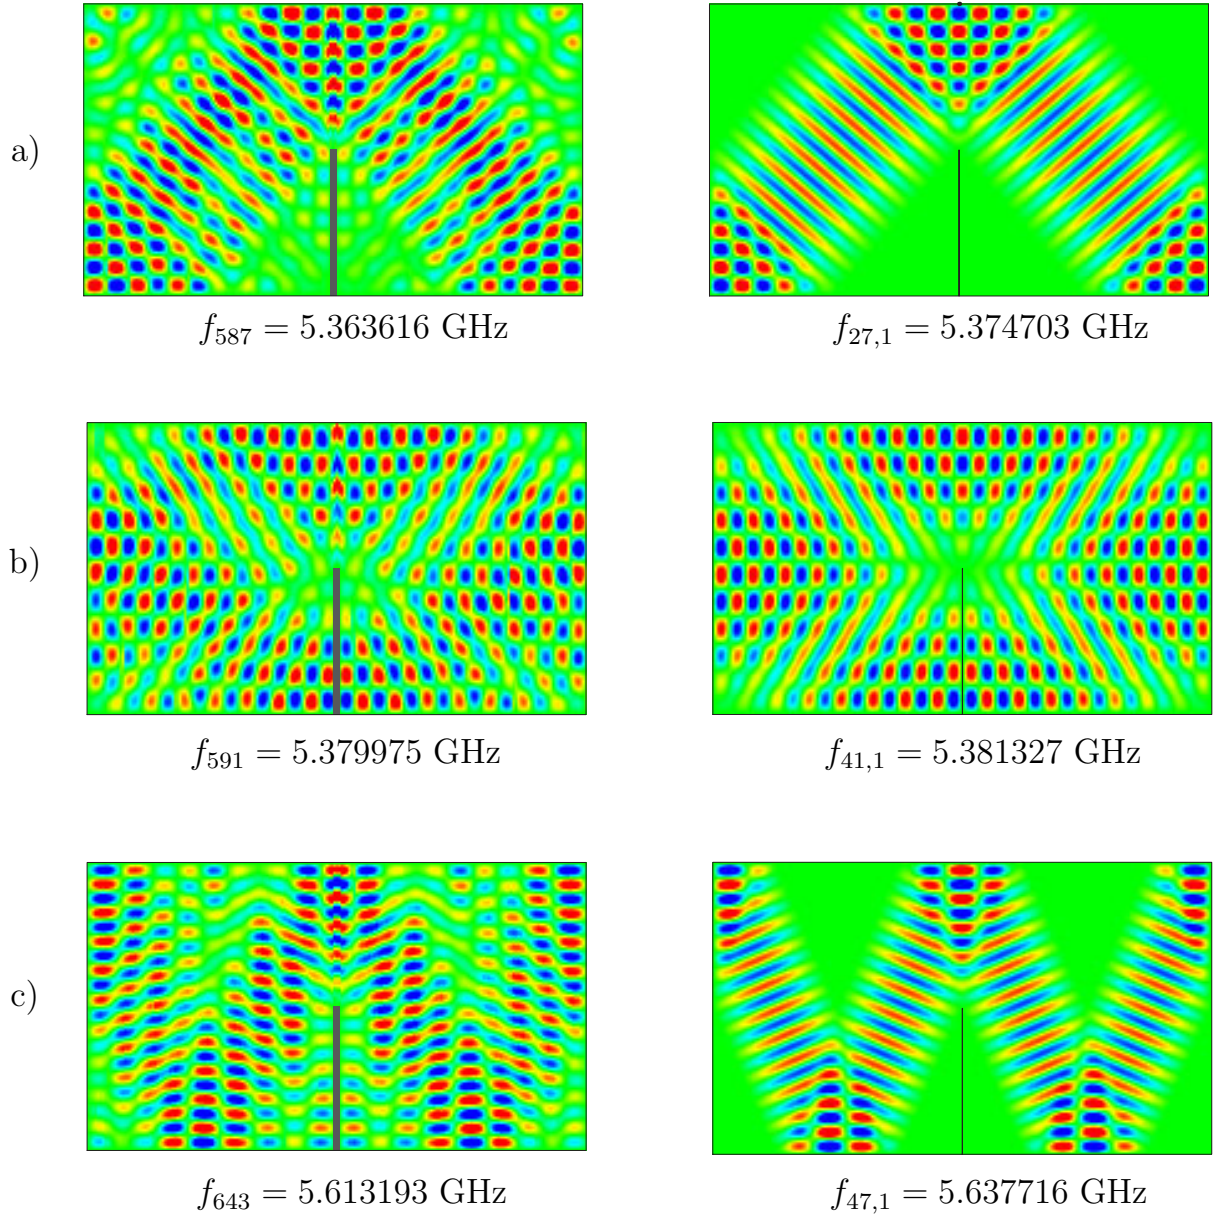 a)
f₅₈₇ = 5.363616 GHz
f₂₇,₁ = 5.374703 GHz
b)
f₅₉₁ = 5.379975 GHz
f₄₁,₁ = 5.381327 GHz
c)
f₆₄₃ = 5.613193 GHz
f₄₇,₁ = 5.637716 GHz